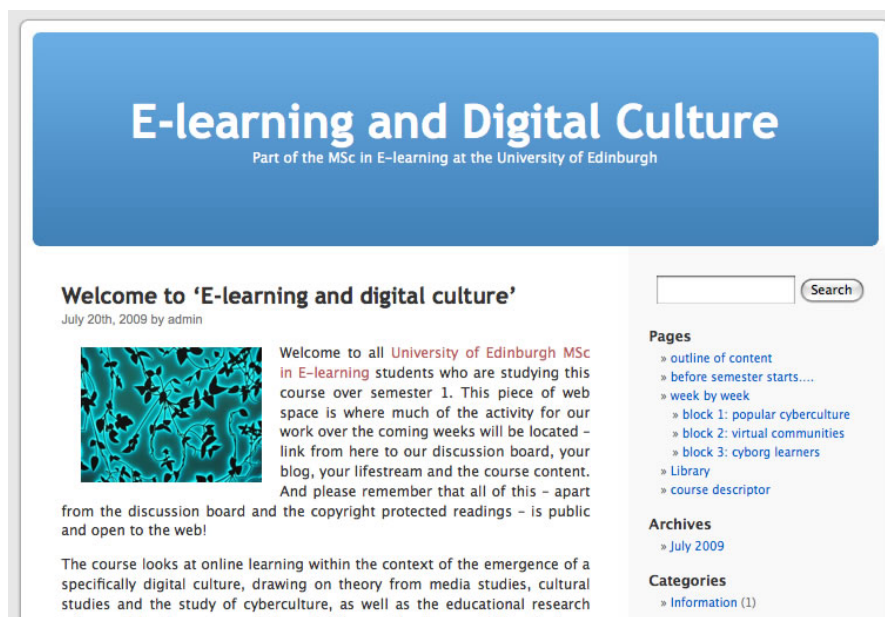 E-learning and Digital Culture
Part of the MSc in E-learning at the University of Edinburgh
Welcome to ‘E-learning and digital culture’
July 20th, 2009 by admin
Welcome to all University of Edinburgh MSc
in E-learning students who are studying this
course over semester 1. This piece of web
space is where much of the activity for our
work over the coming weeks will be located –
link from here to our discussion board, your
blog, your lifestream and the course content.
And please remember that all of this – apart
from the discussion board and the copyright protected readings – is public
and open to the web!
The course looks at online learning within the context of the emergence of a
specifically digital culture, drawing on theory from media studies, cultural
studies and the study of cyberculture, as well as the educational research
Search
Pages
» outline of content
» before semester starts....
» week by week
» block 1: popular cyberculture
» block 2: virtual communities
» block 3: cyborg learners
» Library
» course descriptor
Archives
» July 2009
Categories
» Information (1)